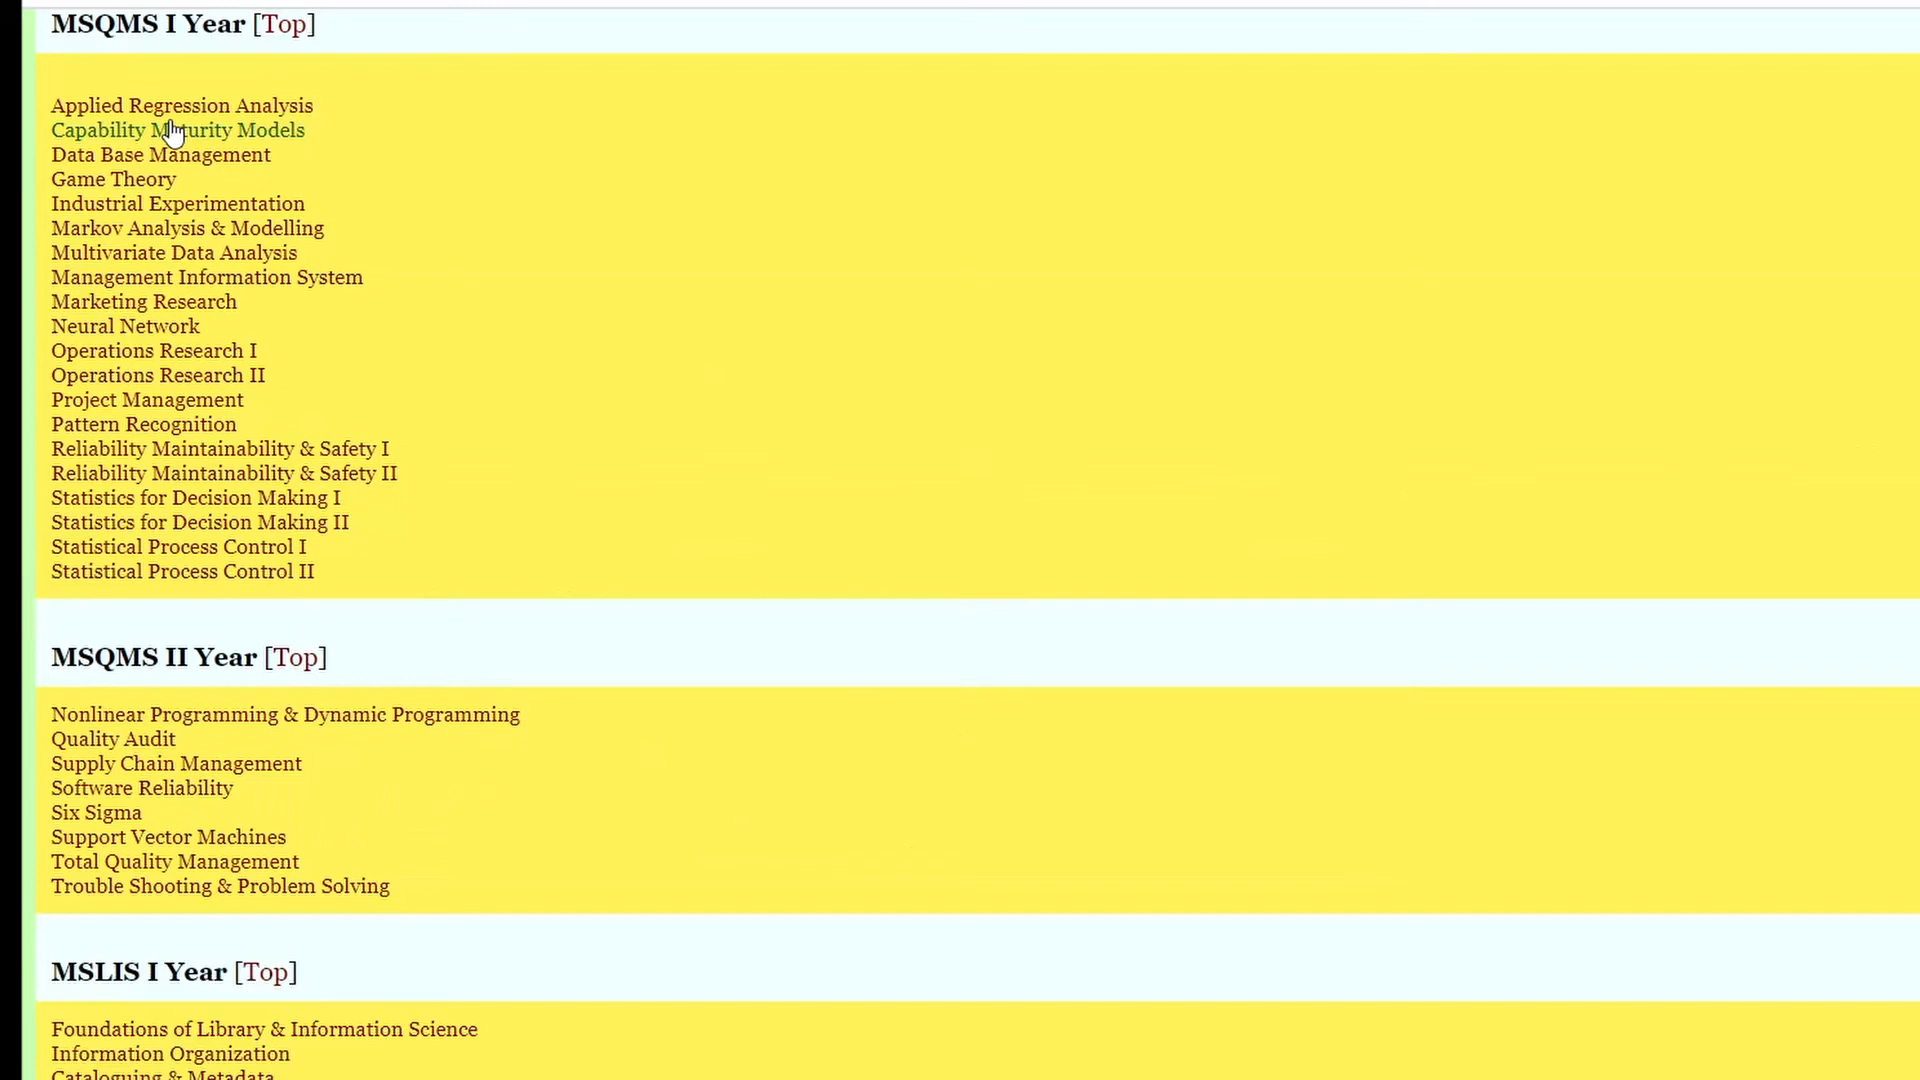 MSQMS I Year [Top]
Applied Regression Analysis
Capability Maturity Models
Data Base Management
Game Theory
Industrial Experimentation
Markov Analysis & Modelling
Multivariate Data Analysis
Management Information System
Marketing Research
Neural Network
Operations Research I
Operations Research II
Project Management
Pattern Recognition
Reliability Maintainability & Safety I
Reliability Maintainability & Safety II
Statistics for Decision Making I
Statistics for Decision Making II
Statistical Process Control I
Statistical Process Control II
MSQMS II Year [Top]
Nonlinear Programming & Dynamic Programming
Quality Audit
Supply Chain Management
Software Reliability
Six Sigma
Support Vector Machines
Total Quality Management
Trouble Shooting & Problem Solving
MSLIS I Year [Top]
Foundations of Library & Information Science
Information Organization
Cataloguing & Metadata